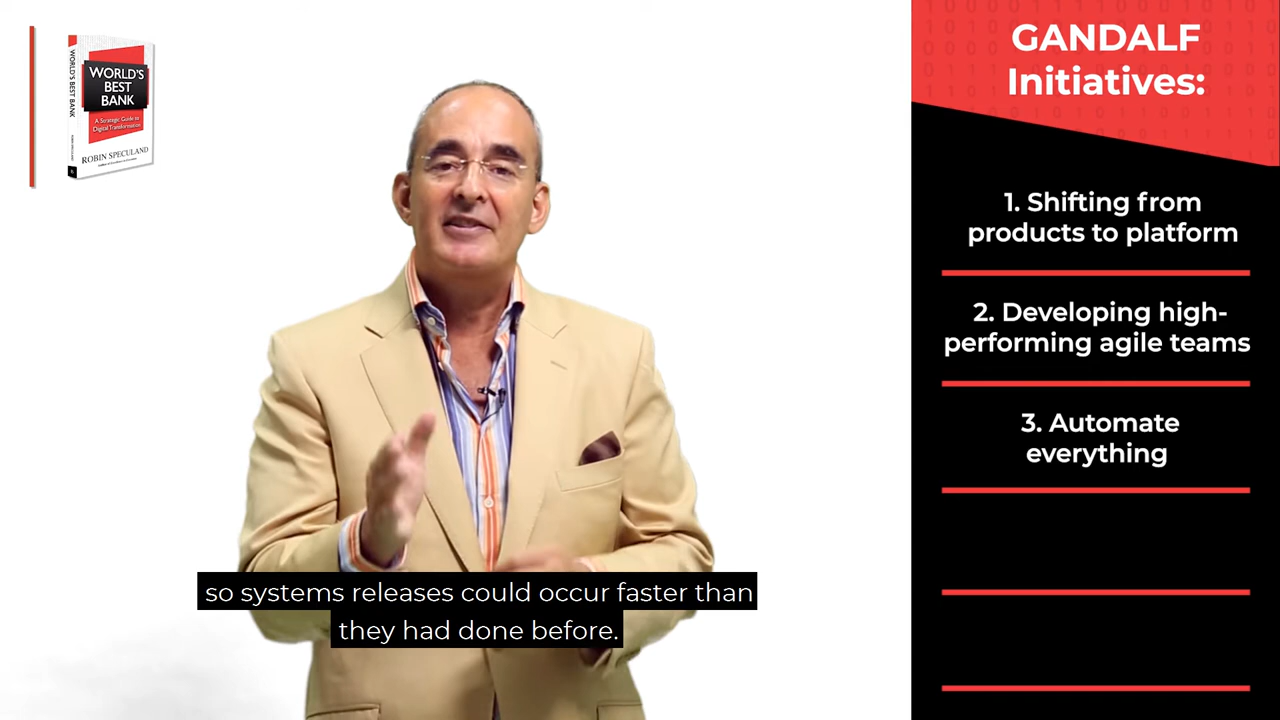 WORLD'S
BEST
BANK
A Strategic Guide to
Digital Transformation
ROBIN SPECULAND
WORLD'S BEST BANK
GANDALF
Initiatives:
1. Shifting from
products to platform
2. Developing high-
performing agile teams
3. Automate
everything
so systems releases could occur faster than
they had done before.